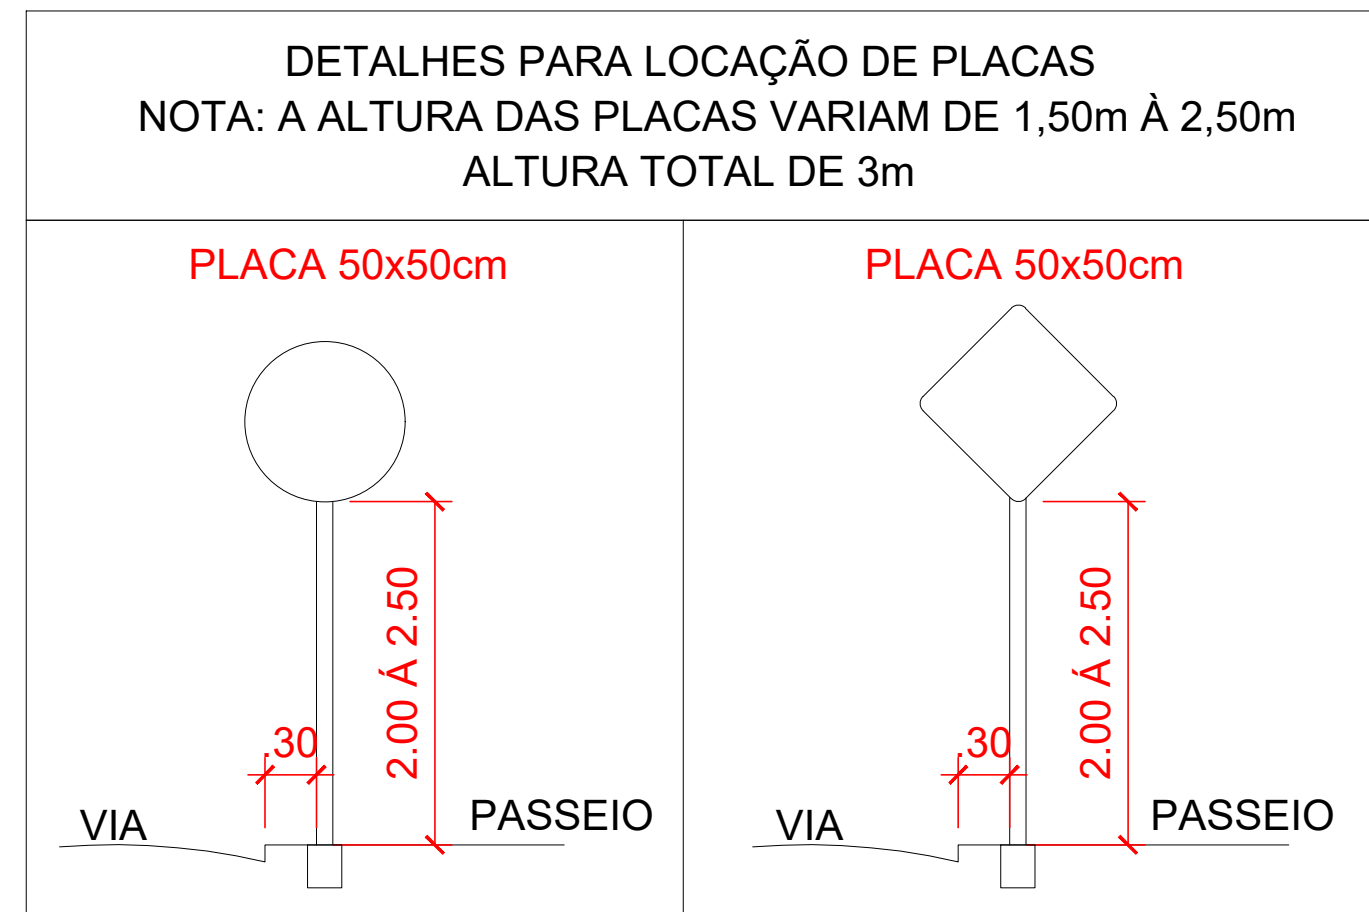 DETALHES PARA LOCAÇÃO DE PLACAS
NOTA: A ALTURA DAS PLACAS VARIAM DE 1,50m À 2,50m
ALTURA TOTAL DE 3m
PLACA 50x50cm
2.00 Á 2.50
.30
VIA
PASSEIO
PLACA 50x50cm
2.00 Á 2.50
.30
VIA
PASSEIO